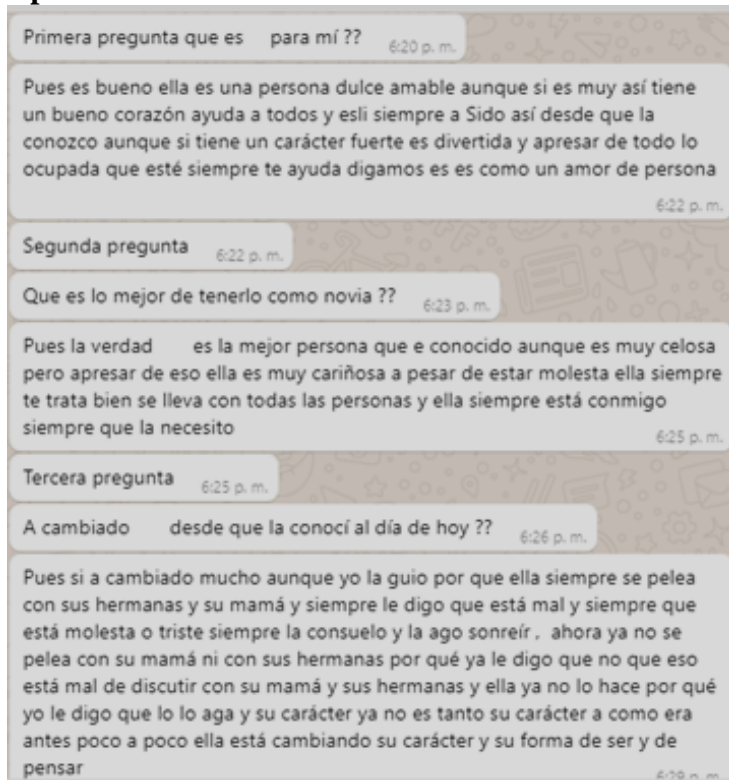 Primera pregunta que es para mí ??
6:20 p. m.
Pues es bueno ella es una persona dulce amable aunque si es muy así tiene
un bueno corazón ayuda a todos y esli siempre a Sido así desde que la
conozco aunque si tiene un carácter fuerte es divertida y apresar de todo lo
ocupada que esté siempre te ayuda digamos es es como un amor de persona
6:22 p. m.
Segunda pregunta
6:22 p. m.
Que es lo mejor de tenerlo como novia ??
6:23 p. m.
Pues la verdad es la mejor persona que e conocido aunque es muy celosa
pero apresar de eso ella es muy cariñosa a pesar de estar molesta ella siempre
te trata bien se lleva con todas las personas y ella siempre está conmigo
siempre que la necesito
6:25 p. m.
Tercera pregunta
6:25 p. m.
A cambiado desde que la conocí al día de hoy ??
6:26 p. m.
Pues si a cambiado mucho aunque yo la guio por que ella siempre se pelea
con sus hermanas y su mamá y siempre le digo que está mal y siempre que
está molesta o triste siempre la consuelo y la ago sonreír , ahora ya no se
pelea con su mamá ni con sus hermanas por qué ya le digo que no que eso
está mal de discutir con su mamá y sus hermanas y ella ya no lo hace por qué
yo le digo que lo lo aga y su carácter ya no es tanto su carácter a como era
antes poco a poco ella está cambiando su carácter y su forma de ser y de
pensar
6:29 p. m.